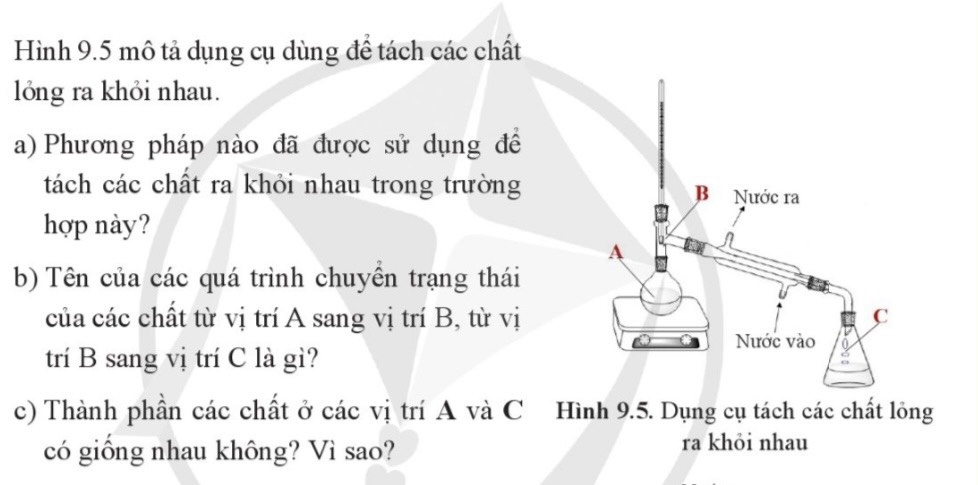 Hình 9.5 mô tả dụng cụ dùng để tách các chất
lỏng ra khỏi nhau.
a) Phương pháp nào đã được sử dụng để
tách các chất ra khỏi nhau trong trường
hợp này?
b) Tên của các quá trình chuyển trạng thái
của các chất từ vị trí A sang vị trí B, từ vị
trí B sang vị trí C là gì?
c) Thành phần các chất ở các vị trí A và C
có giống nhau không? Vì sao?
B
Nước ra
A
C
Nước vào
Hình 9.5. Dụng cụ tách các chất lỏng
ra khỏi nhau